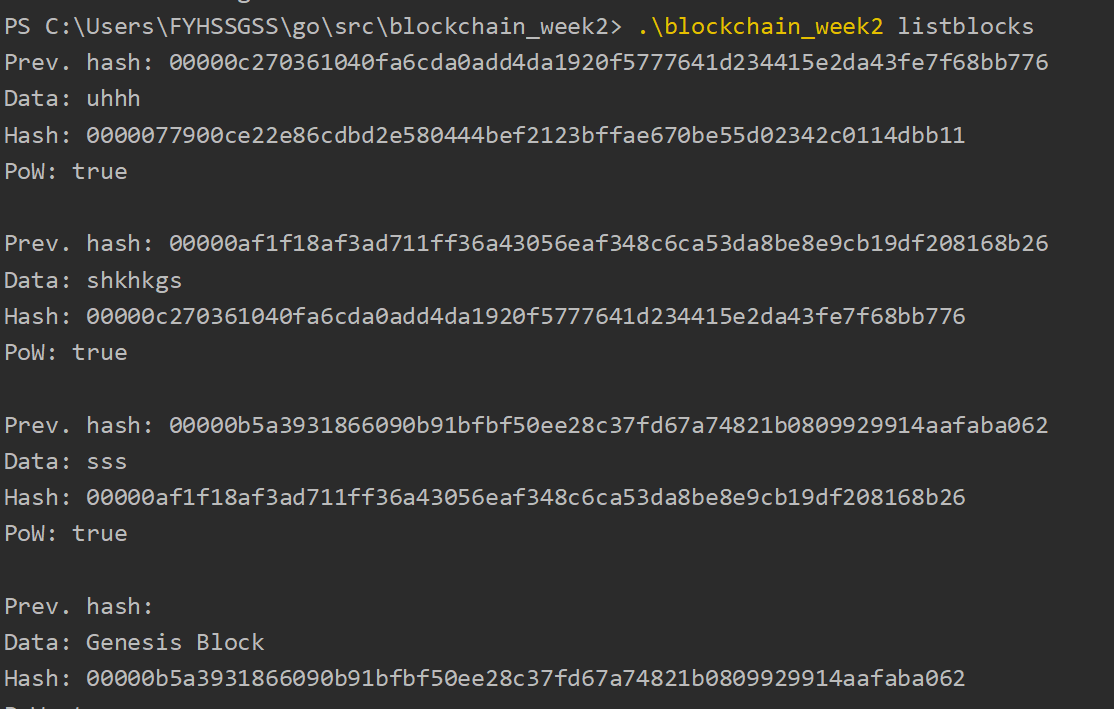 PS C:\Users\FYHSSGSS\go\src\blockchain_week2> .\blockchain_week2 listblocks
Prev. hash: 00000c270361040fa6cda0add4da1920f5777641d234415e2da43fe7f68bb776
Data: uhhh
Hash: 0000077900ce22e86cdbd2e580444bef2123bffae670be55d02342c0114dbb11
PoW: true
Prev. hash: 00000af1f18af3ad711ff36a43056eaf348c6ca53da8be8e9cb19df208168b26
Data: shkhkgs
Hash: 00000c270361040fa6cda0add4da1920f5777641d234415e2da43fe7f68bb776
PoW: true
Prev. hash: 00000b5a3931866090b91bfbf50ee28c37fd67a74821b0809929914aafaba062
Data: sss
Hash: 00000af1f18af3ad711ff36a43056eaf348c6ca53da8be8e9cb19df208168b26
PoW: true
Prev. hash:
Data: Genesis Block
Hash: 00000b5a3931866090b91bfbf50ee28c37fd67a74821b0809929914aafaba062